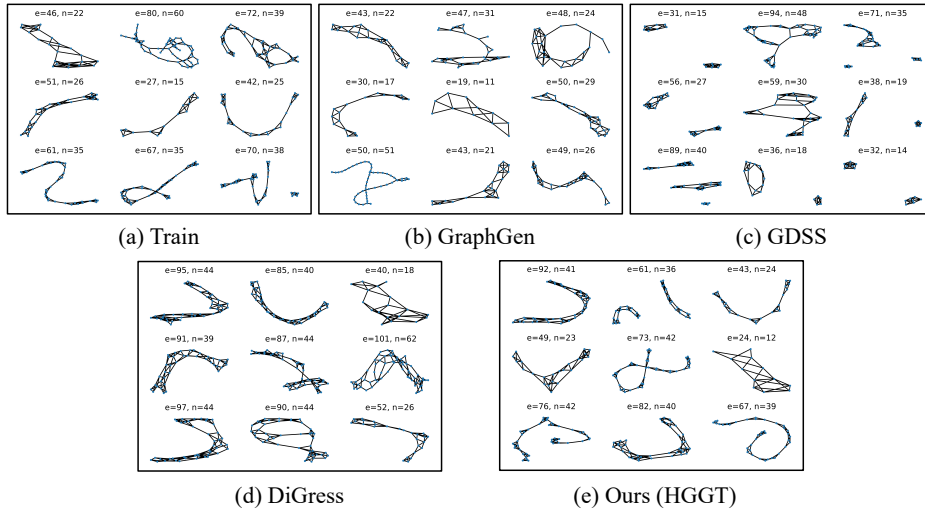 e=46, n=22 e=80, n=60 e=72, n=39
e=51, n=26 e=27, n=15 e=42, n=25
e=61, n=35 e=67, n=35 e=70, n=38
(a) Train
e=43, n=22 e=47, n=31 e=48, n=24
e=30, n=17 e=19, n=11 e=50, n=29
e=50, n=51 e=43, n=21 e=49, n=26
(b) GraphGen
e=31, n=15 e=94, n=48 e=71, n=35
e=56, n=27 e=59, n=30 e=38, n=19
e=89, n=40 e=36, n=18 e=32, n=14
(c) GDSS
e=95, n=44 e=85, n=40 e=40, n=18
e=91, n=39 e=87, n=44 e=101, n=62
e=97, n=44 e=90, n=44 e=52, n=26
(d) DiGress
e=92, n=41 e=61, n=36 e=43, n=24
e=49, n=23 e=73, n=42 e=24, n=12
e=76, n=42 e=82, n=40 e=67, n=39
(e) Ours (HGGT)